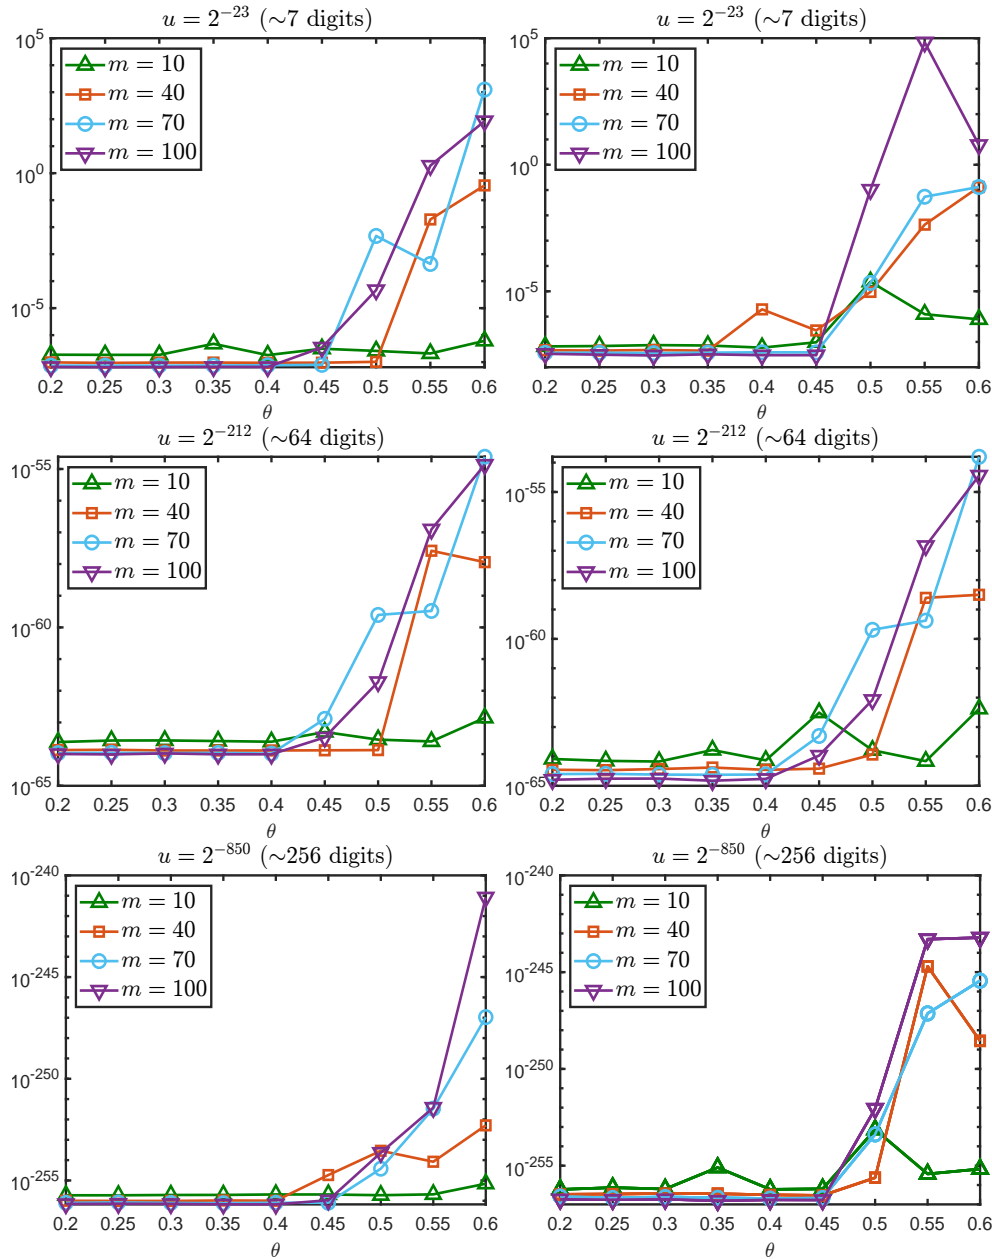 u = 2^{-23} (~7 digits)
10^5
10^0
10^{-5}
m = 10
m = 40
m = 70
m = 100
0.2 0.25 0.3 0.35 0.4 0.45 0.5 0.55 0.6
θ
u = 2^{-23} (~7 digits)
10^5
10^0
10^{-5}
m = 10
m = 40
m = 70
m = 100
0.2 0.25 0.3 0.35 0.4 0.45 0.5 0.55 0.6
θ
u = 2^{-212} (~64 digits)
10^{-55}
10^{-60}
10^{-65}
m = 10
m = 40
m = 70
m = 100
0.2 0.25 0.3 0.35 0.4 0.45 0.5 0.55 0.6
θ
u = 2^{-212} (~64 digits)
10^{-55}
10^{-60}
10^{-65}
m = 10
m = 40
m = 70
m = 100
0.2 0.25 0.3 0.35 0.4 0.45 0.5 0.55 0.6
θ
u = 2^{-850} (~256 digits)
10^{-240}
10^{-245}
10^{-250}
10^{-255}
m = 10
m = 40
m = 70
m = 100
0.2 0.25 0.3 0.35 0.4 0.45 0.5 0.55 0.6
θ
u = 2^{-850} (~256 digits)
10^{-240}
10^{-245}
10^{-250}
10^{-255}
m = 10
m = 40
m = 70
m = 100
0.2 0.25 0.3 0.35 0.4 0.45 0.5 0.55 0.6
θ